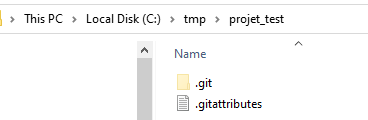 This PC > Local Disk (C:) > tmp > projet_test
Name
.git
.gitattributes